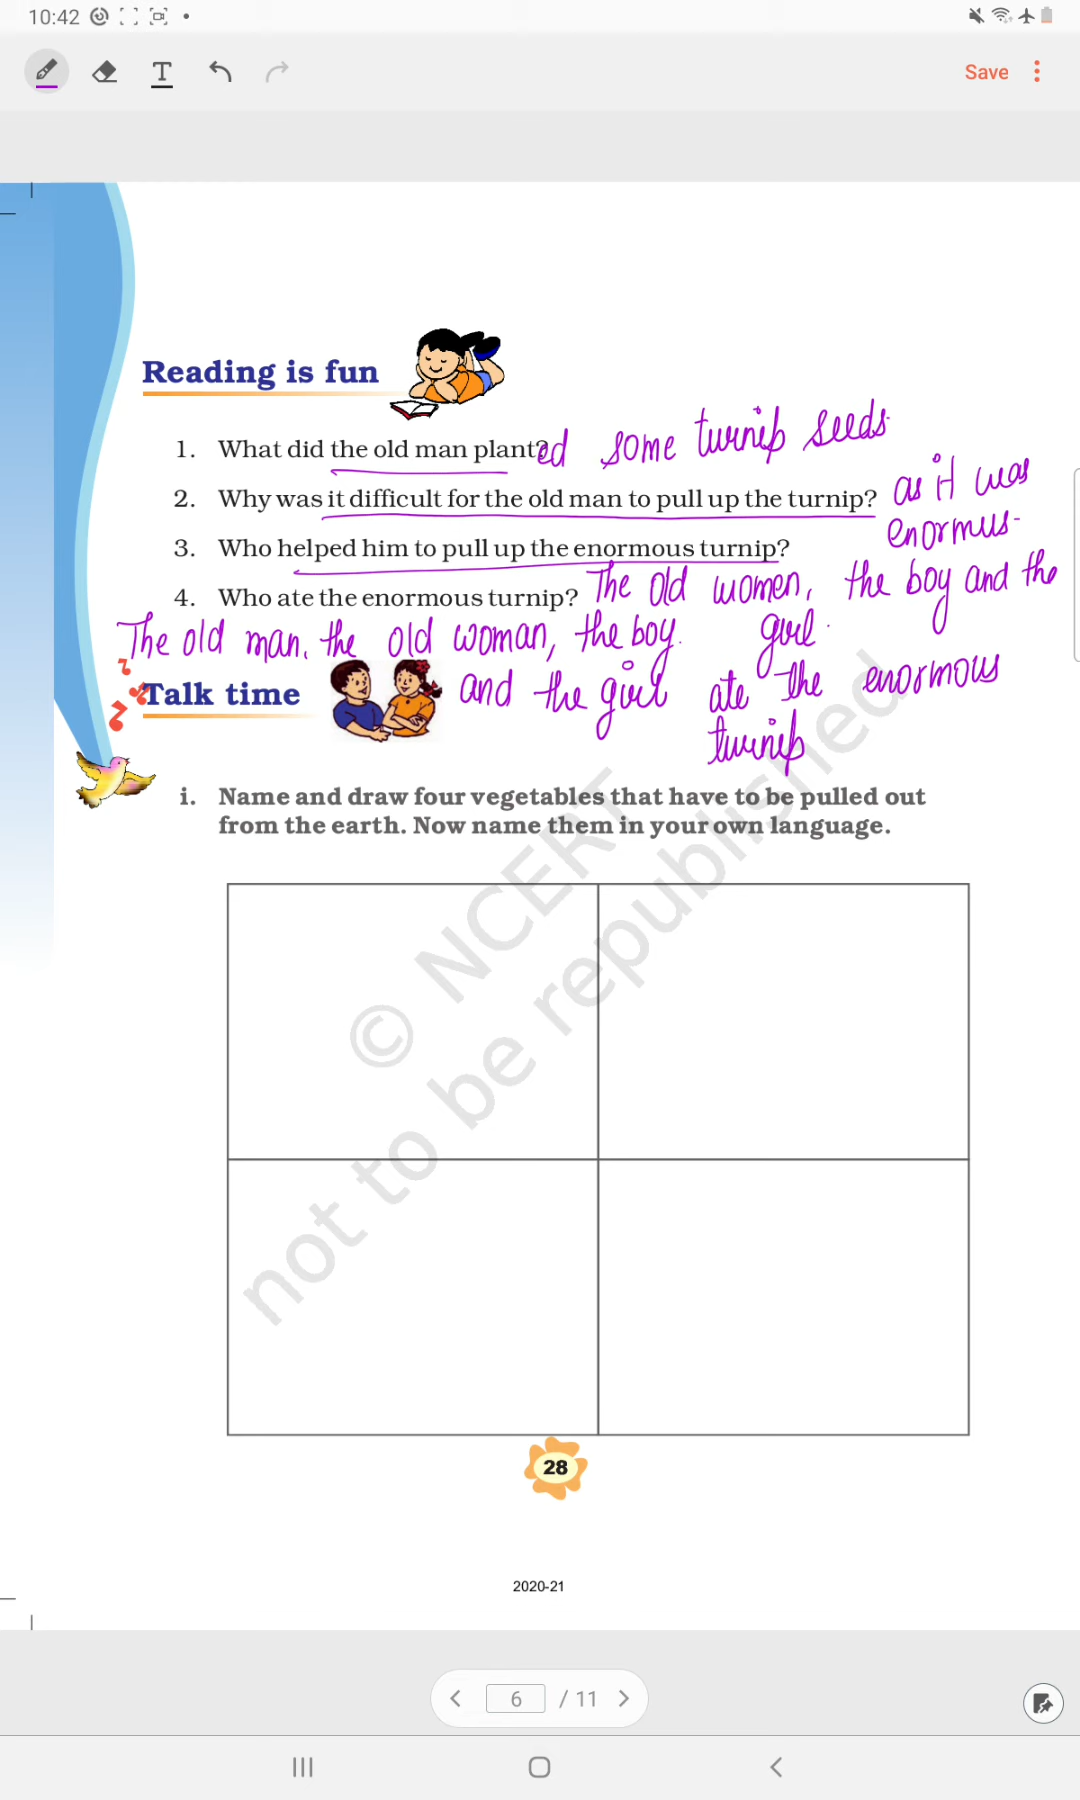 10:42
Save
Reading is fun
1. What did the old man plant?ed some turnip seeds.
2. Why was it difficult for the old man to pull up the turnip? as it was
enormus.
3. Who helped him to pull up the enormous turnip?
The old women, the boy and the
girl.
4. Who ate the enormous turnip?
The old man, the old woman, the boy.
and the girl ate the enormous
turnip
Talk time
i. Name and draw four vegetables that have to be pulled out
from the earth. Now name them in your own language.
© NCERT
not to be republished
28
2020-21
6 / 11